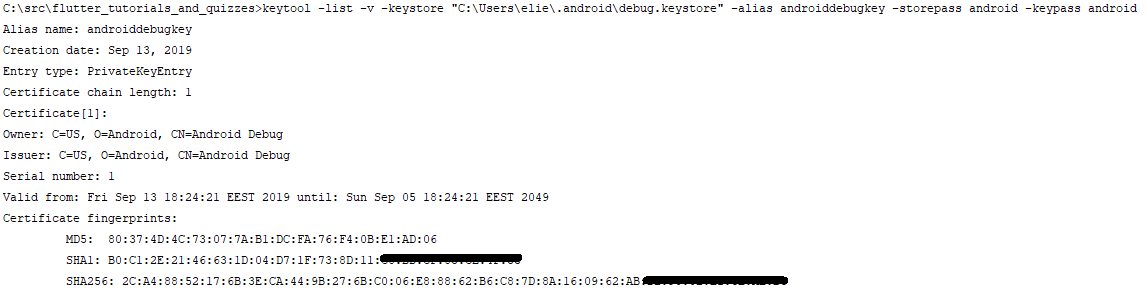 C:\src\flutter_tutorials_and_quizzes>keytool -list -v -keystore "C:\Users\elie\.android\debug.keystore" -alias androiddebugkey -storepass android -keypass android
Alias name: androiddebugkey
Creation date: Sep 13, 2019
Entry type: PrivateKeyEntry
Certificate chain length: 1
Certificate[1]:
Owner: C=US, O=Android, CN=Android Debug
Issuer: C=US, O=Android, CN=Android Debug
Serial number: 1
Valid from: Fri Sep 13 18:24:21 EEST 2019 until: Sun Sep 05 18:24:21 EEST 2049
Certificate fingerprints:
MD5: 80:37:4D:4C:73:07:7A:B1:DC:FA:76:F4:0B:E1:AD:06
SHA1: B0:C1:2E:21:46:63:1D:04:D7:1F:73:8D:11:
SHA256: 2C:A4:88:52:17:6B:3E:CA:44:9B:27:6B:C0:06:E8:88:62:B6:C8:7D:8A:16:09:62:AB: